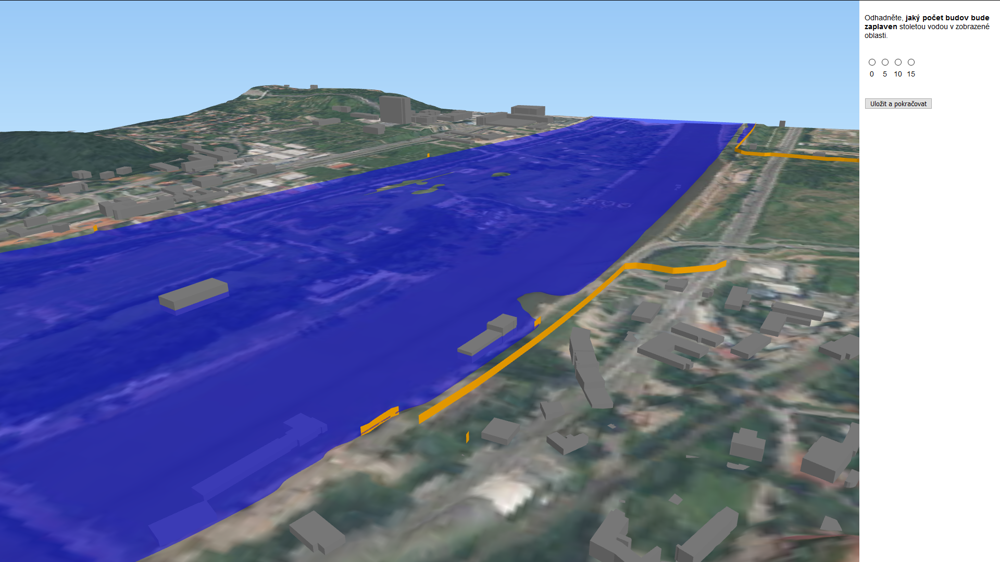 Odhadněte, jaký počet budov bude
zaplaven stoletou vodou v zobrazené
oblasti.
0 5 10 15
Uložit a pokračovat